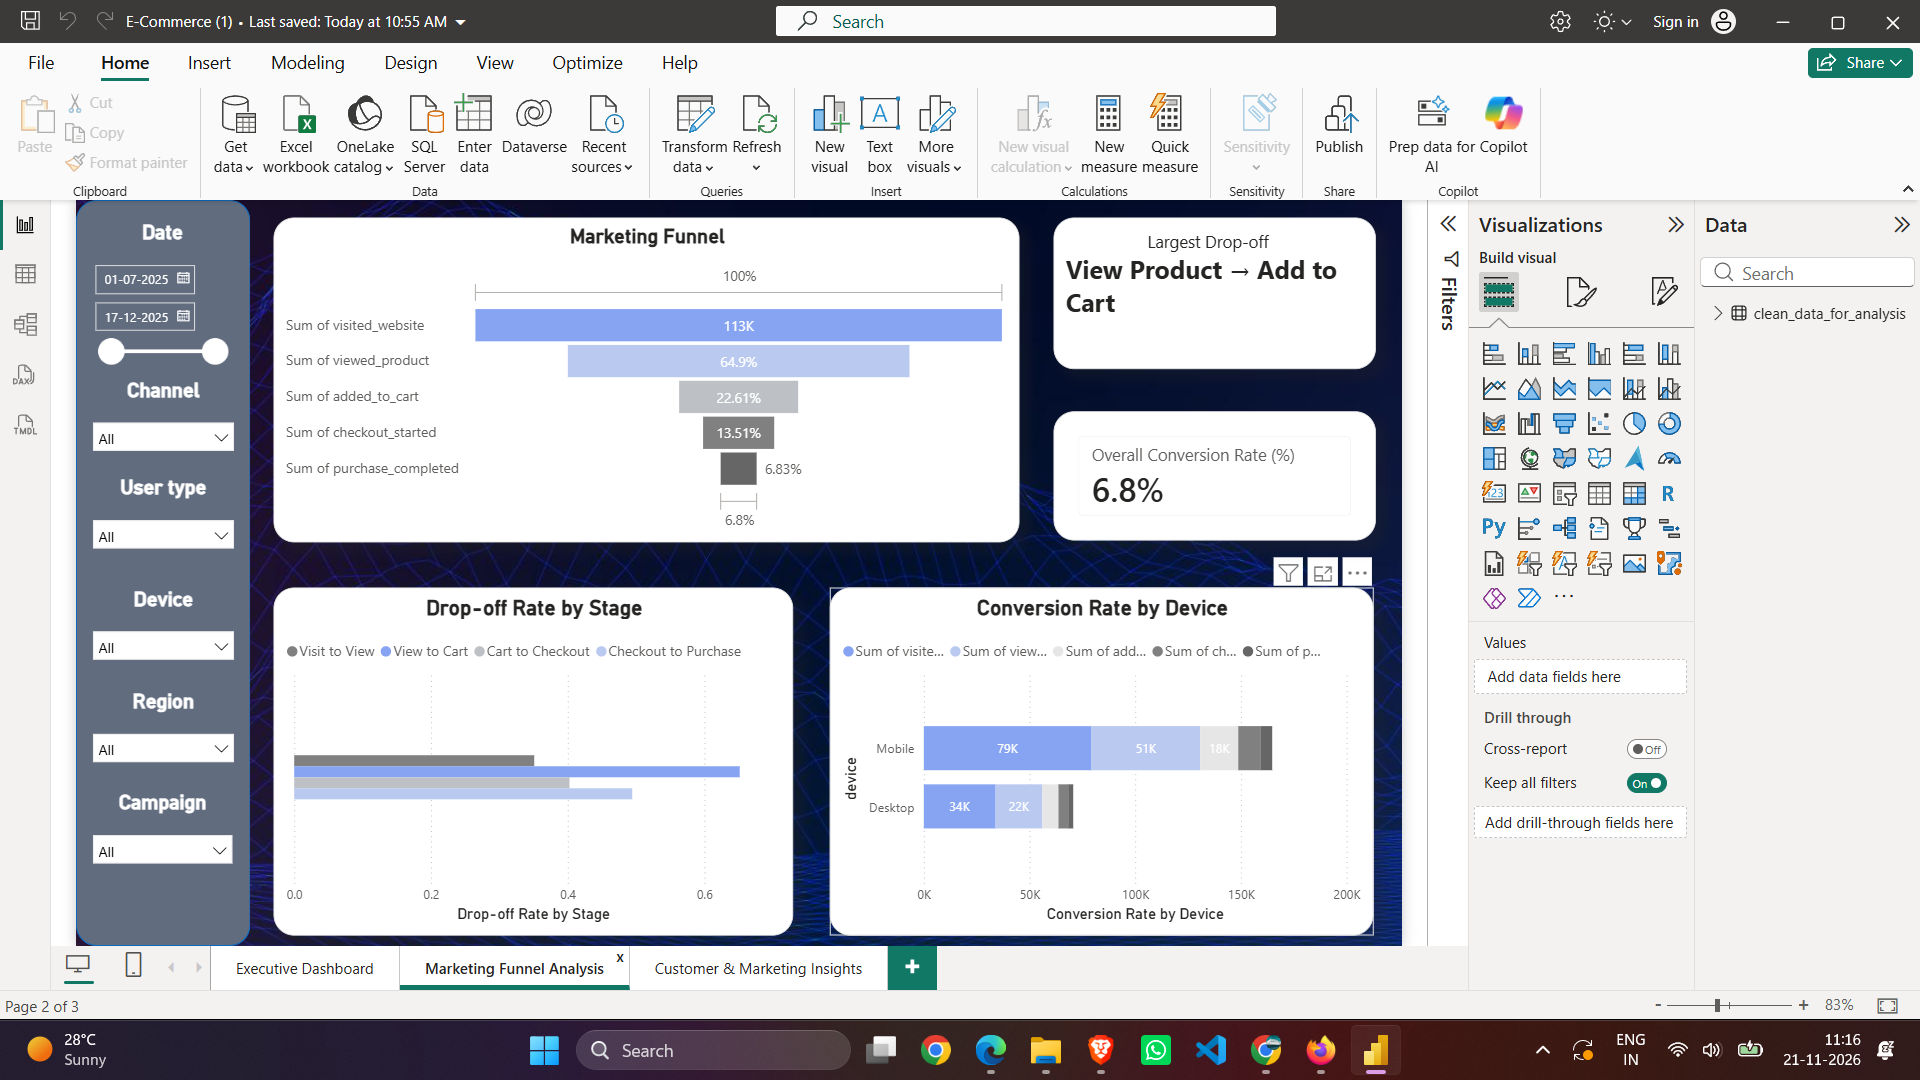 E-Commerce (1) • Last saved: Today at 10:55 AM
Search
Sign in
File Home Insert Modeling Design View Optimize Help
Share
Paste
Cut
Copy
Format painter
Clipboard
Get data
Excel workbook
OneLake catalog
SQL Server
Enter data
Dataverse
Recent sources
Data
Transform data
Refresh
Queries
New visual
Text box
More visuals
Insert
New visual calculation
New measure
Quick measure
Calculations
Sensitivity
Sensitivity
Publish
Share
Prep data for AI
Copilot
Copilot
Date
01-07-2025
17-12-2025
Channel
All
User type
All
Device
All
Region
All
Campaign
All
Marketing Funnel
100%
Sum of visited_website 113K
Sum of viewed_product 64.9%
Sum of added_to_cart 22.61%
Sum of checkout_started 13.51%
Sum of purchase_completed 6.83%
6.8%
Largest Drop-off
View Product → Add to
Cart
Overall Conversion Rate (%)
6.8%
Drop-off Rate by Stage
Visit to View View to Cart Cart to Checkout Checkout to Purchase
0.0 0.2 0.4 0.6
Drop-off Rate by Stage
Conversion Rate by Device
Sum of visite... Sum of view... Sum of add... Sum of ch... Sum of p...
device
Mobile 79K 51K 18K
Desktop 34K 22K
0K 50K 100K 150K 200K
Conversion Rate by Device
Filters
Visualizations
Build visual
123
R
Py
Values
Add data fields here
Drill through
Cross-report Off
Keep all filters On
Add drill-through fields here
Data
Search
clean_data_for_analysis
DAX
TMDL
Executive Dashboard
Marketing Funnel Analysis x
Customer & Marketing Insights
+
Page 2 of 3
- + 83%
28°C
Sunny
Search
ENG
IN
11:16
21-11-2026